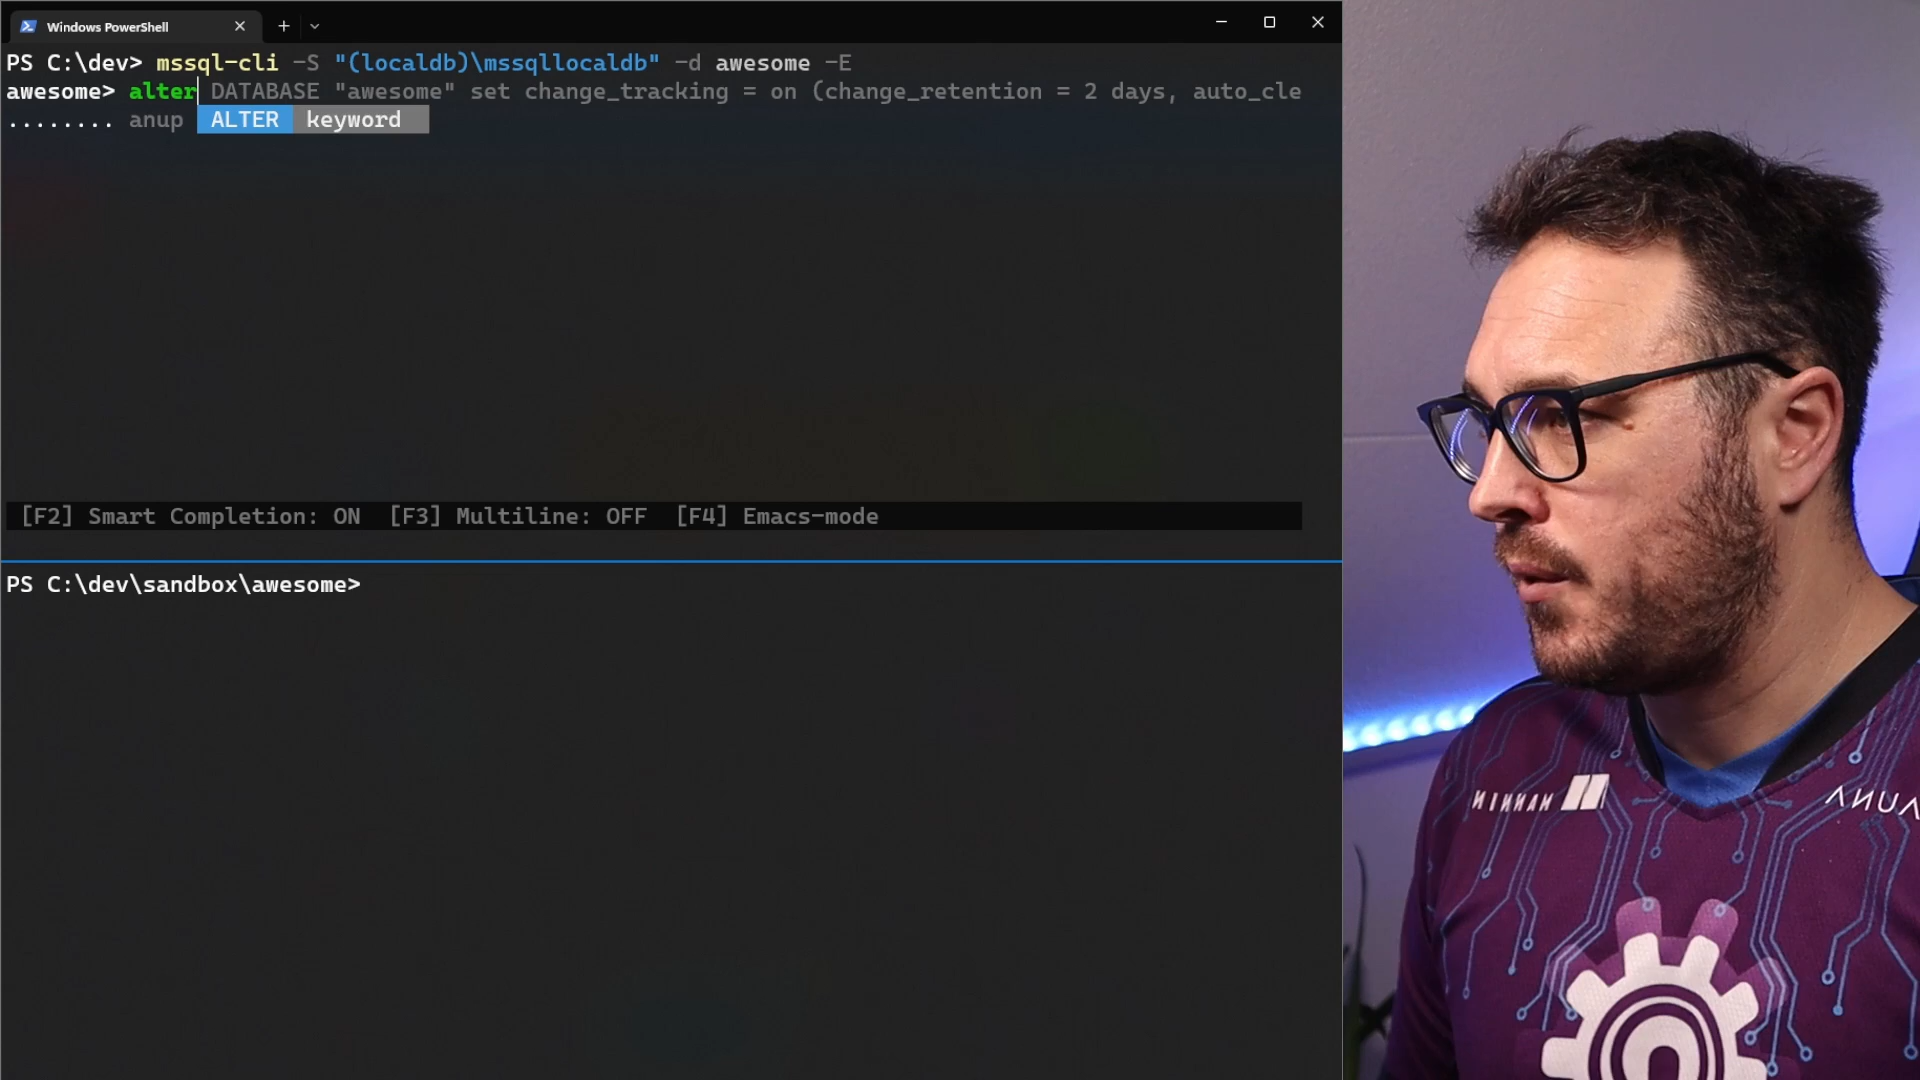 Windows PowerShell
PS C:\dev> mssql-cli -S "(localdb)\mssqllocaldb" -d awesome -E
awesome> alter DATABASE "awesome" set change_tracking = on (change_retention = 2 days, auto_cle
........ anup ALTER keyword
[F2] Smart Completion: ON [F3] Multiline: OFF [F4] Emacs-mode
PS C:\dev\sandbox\awesome>